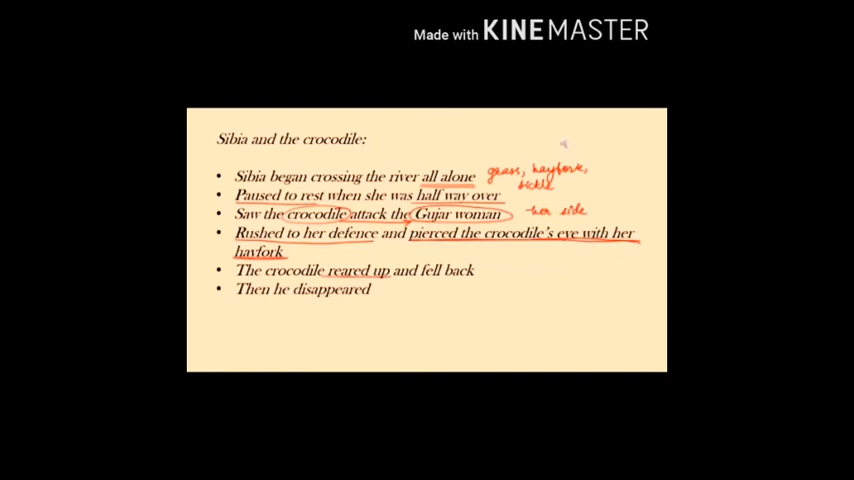 Made with KINEMASTER
Sibia and the crocodile:
• Sibia began crossing the river all alone grass, hayfork,
sickle
• Paused to rest when she was half way over
• Saw the crocodile attack the Gujar woman - her side
• Rushed to her defence and pierced the crocodile's eye with her
hayfork
• The crocodile reared up and fell back
• Then he disappeared